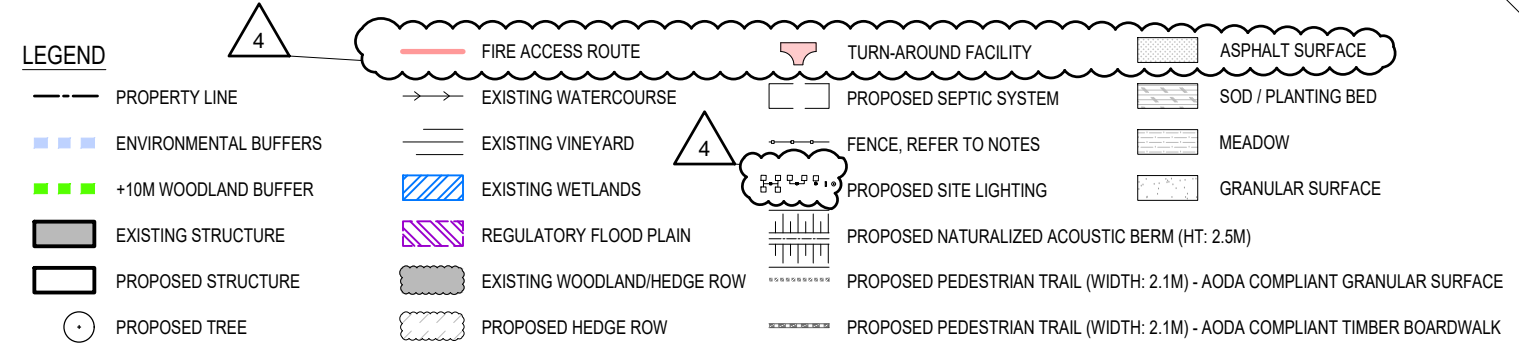 LEGEND
4
FIRE ACCESS ROUTE
TURN-AROUND FACILITY
ASPHALT SURFACE
PROPERTY LINE
EXISTING WATERCOURSE
PROPOSED SEPTIC SYSTEM
SOD / PLANTING BED
ENVIRONMENTAL BUFFERS
EXISTING VINEYARD
4
FENCE, REFER TO NOTES
MEADOW
+10M WOODLAND BUFFER
EXISTING WETLANDS
PROPOSED SITE LIGHTING
GRANULAR SURFACE
EXISTING STRUCTURE
REGULATORY FLOOD PLAIN
PROPOSED NATURALIZED ACOUSTIC BERM (HT: 2.5M)
PROPOSED STRUCTURE
EXISTING WOODLAND/HEDGE ROW
PROPOSED PEDESTRIAN TRAIL (WIDTH: 2.1M) - AODA COMPLIANT GRANULAR SURFACE
PROPOSED TREE
PROPOSED HEDGE ROW
PROPOSED PEDESTRIAN TRAIL (WIDTH: 2.1M) - AODA COMPLIANT TIMBER BOARDWALK